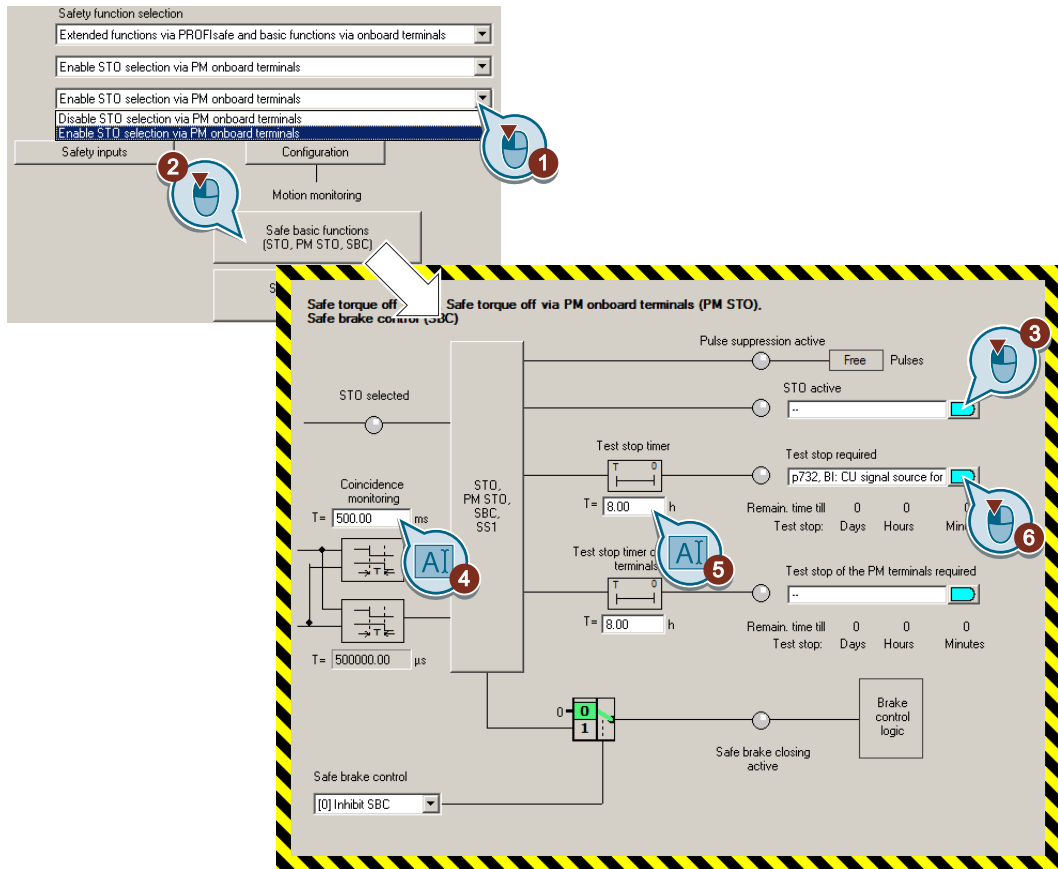 Safety function selection
Extended functions via PROFIsafe and basic functions via onboard terminals
Enable STO selection via PM onboard terminals
Enable STO selection via PM onboard terminals
Disable STO selection via PM onboard terminals
Enable STO selection via PM onboard terminals
Safety inputs
Configuration
1
2
Motion monitoring
Safe basic functions
(STO, PM STO, SBC)
S
Safe torque off Safe torque off via PM onboard terminals (PM STO),
Safe brake control (SBC)
Pulse suppression active
Free Pulses
3
STO active
--
STO selected
Test stop timer
T 0
T= 8.00 h
Test stop required
p732, BI: CU signal source for
Remain. time till 0 0 0
Test stop: Days Hours Minutes
6
Coincidence
monitoring
T= 500.00 ms
AI
4
STO,
PM STO,
SBC,
SS1
AI
5
Test stop timer
terminals
T 0
T= 8.00 h
Test stop of the PM terminals required
--
Remain. time till 0 0 0
Test stop: Days Hours Minutes
T
T
T= 500000.00 µs
0 0
1
Brake
control
logic
Safe brake closing
active
Safe brake control
[0] Inhibit SBC